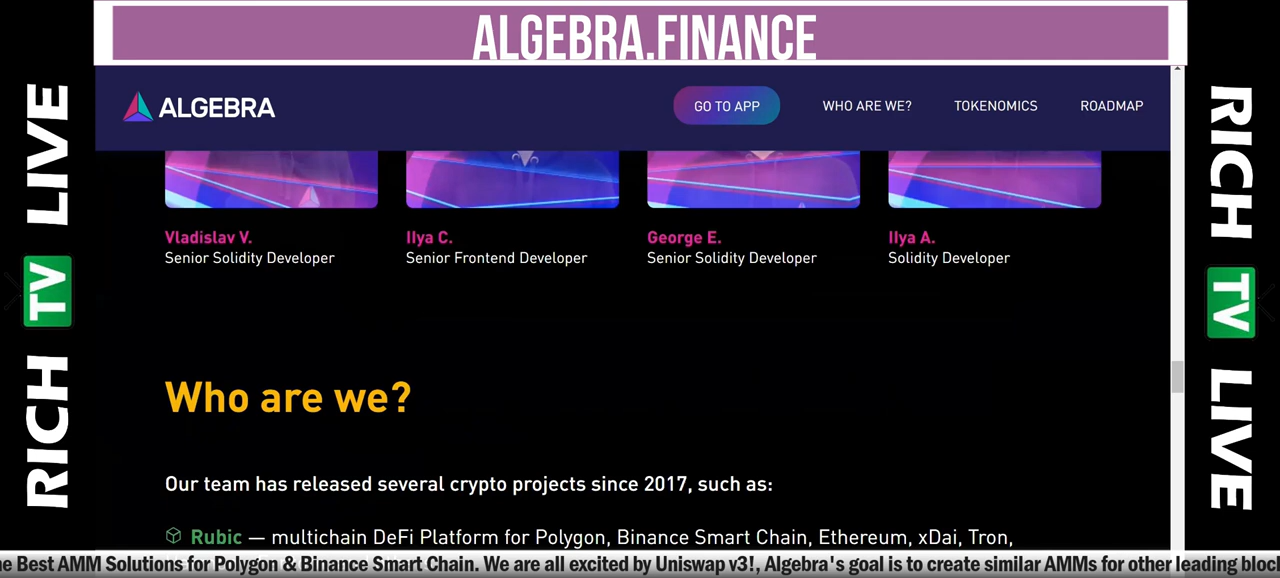 ALGEBRA.FINANCE
ALGEBRA
GO TO APP
WHO ARE WE?
TOKENOMICS
ROADMAP
RICH TV LIVE
RICH TV LIVE
Vladislav V.
Senior Solidity Developer
Ilya C.
Senior Frontend Developer
George E.
Senior Solidity Developer
Ilya A.
Solidity Developer
Who are we?
Our team has released several crypto projects since 2017, such as:
Rubic — multichain DeFi Platform for Polygon, Binance Smart Chain, Ethereum, xDai, Tron,
Best AMM Solutions for Polygon & Binance Smart Chain. We are all excited by Uniswap v3!, Algebra's goal is to create similar AMMs for other leading